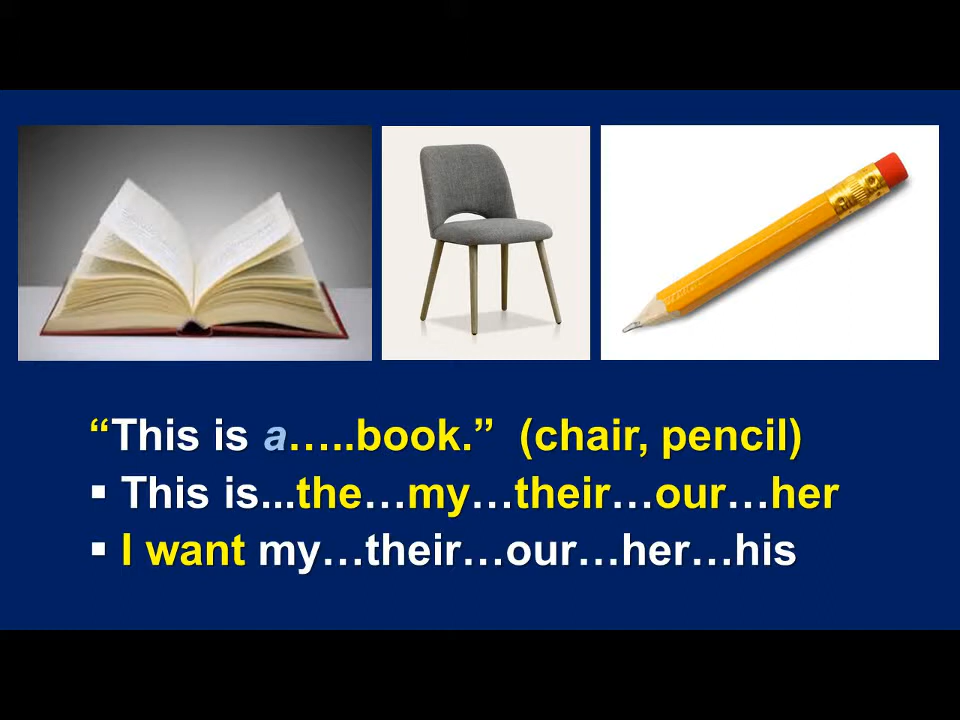 “This is a…..book.” (chair, pencil)
▪ This is...the…my…their…our…her
▪ I want my…their…our…her…his